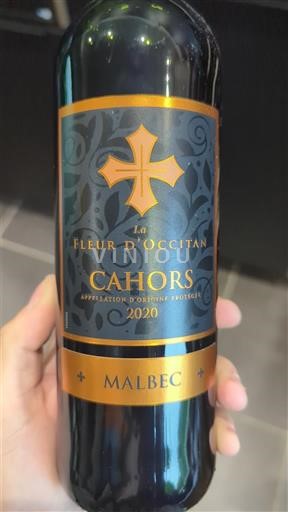 La
FLEUR D'OCCITAN
VINIOU
CAHORS
APPELLATION D'ORIGINE PROTÉGÉE
2020
MALBEC